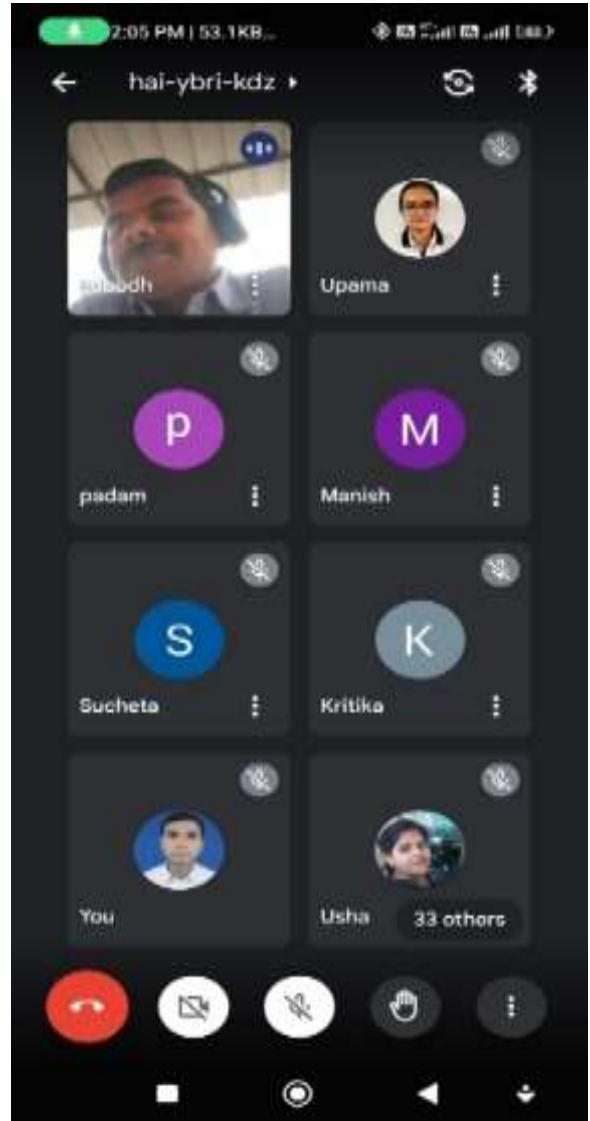 2:05 PM | 53.1KB...
hai-ybri-kdz
Upama
P
padam
M
Manish
S
Sucheta
K
Kritika
You
Usha
33 others